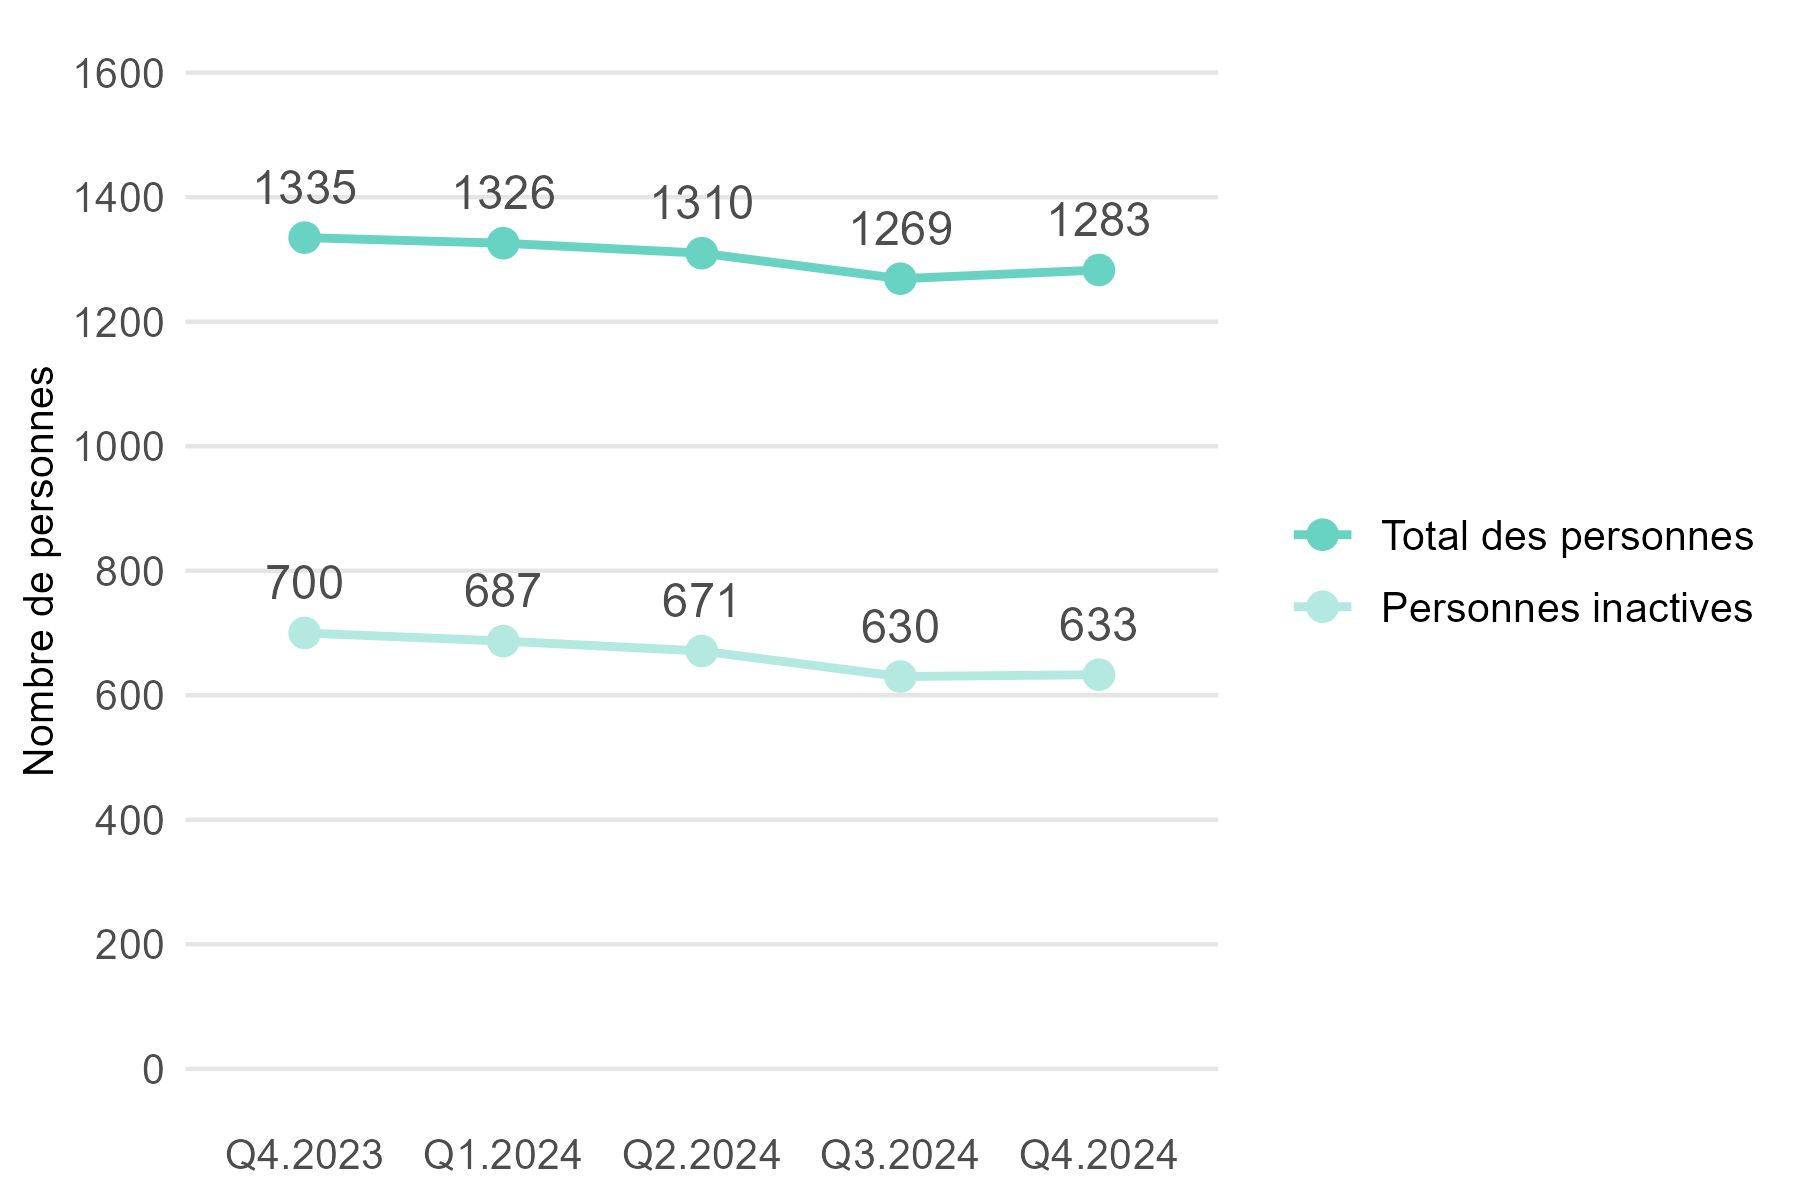 Nombre de personnes
1600
1400
1200
1000
800
600
400
200
0
1335
1326
1310
1269
1283
700
687
671
630
633
Q4.2023
Q1.2024
Q2.2024
Q3.2024
Q4.2024
Total des personnes
Personnes inactives